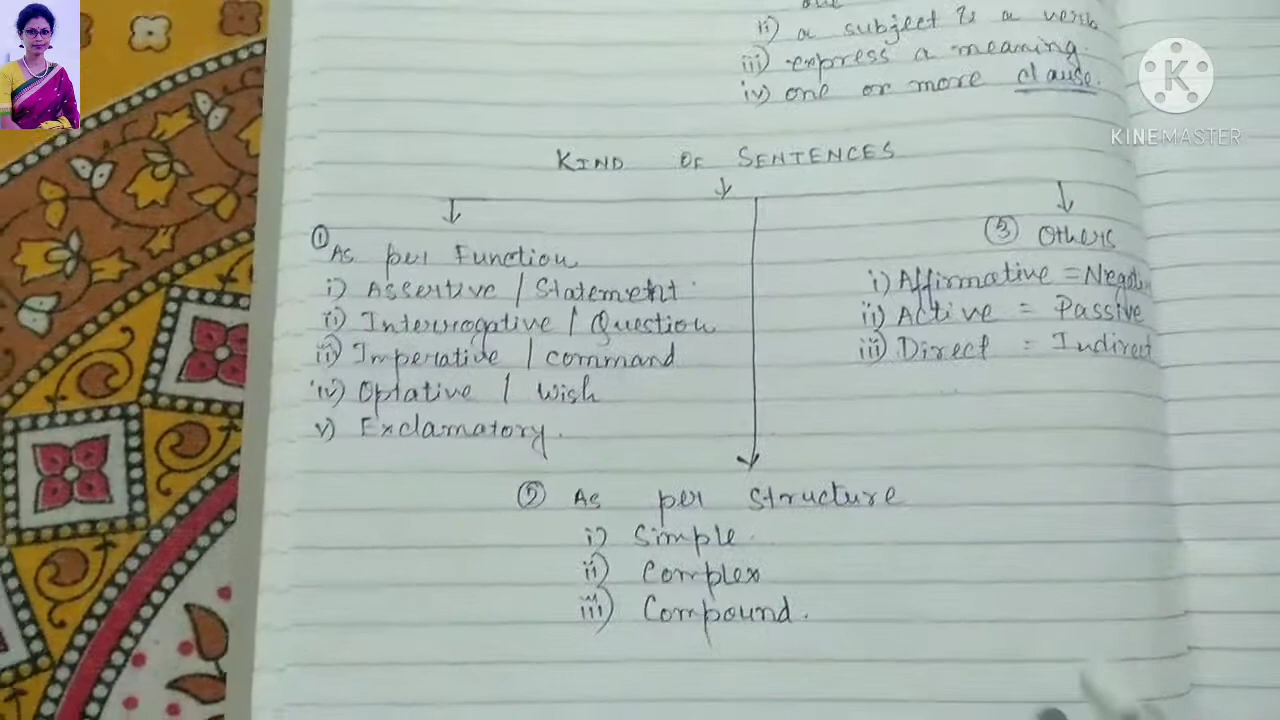 ii) a subject & a verb
iii) express a meaning.
iv) one or more clause.
K
KINEMASTER
KIND OF SENTENCES
① As per Function
i) Assertive / Statement
ii) Interrogative / Question
iii) Imperative / command
iv) Optative / Wish
v) Exclamatory.
③ Others
i) Affirmative = Negati
ii) Active = Passive
iii) Direct = Indirect
② As per Structure
i) Simple
ii) Complex
iii) Compound.